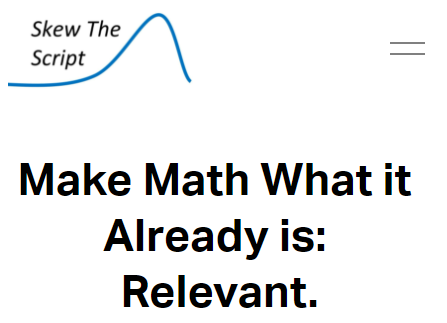 Skew The
Script
Make Math What it
Already is:
Relevant.